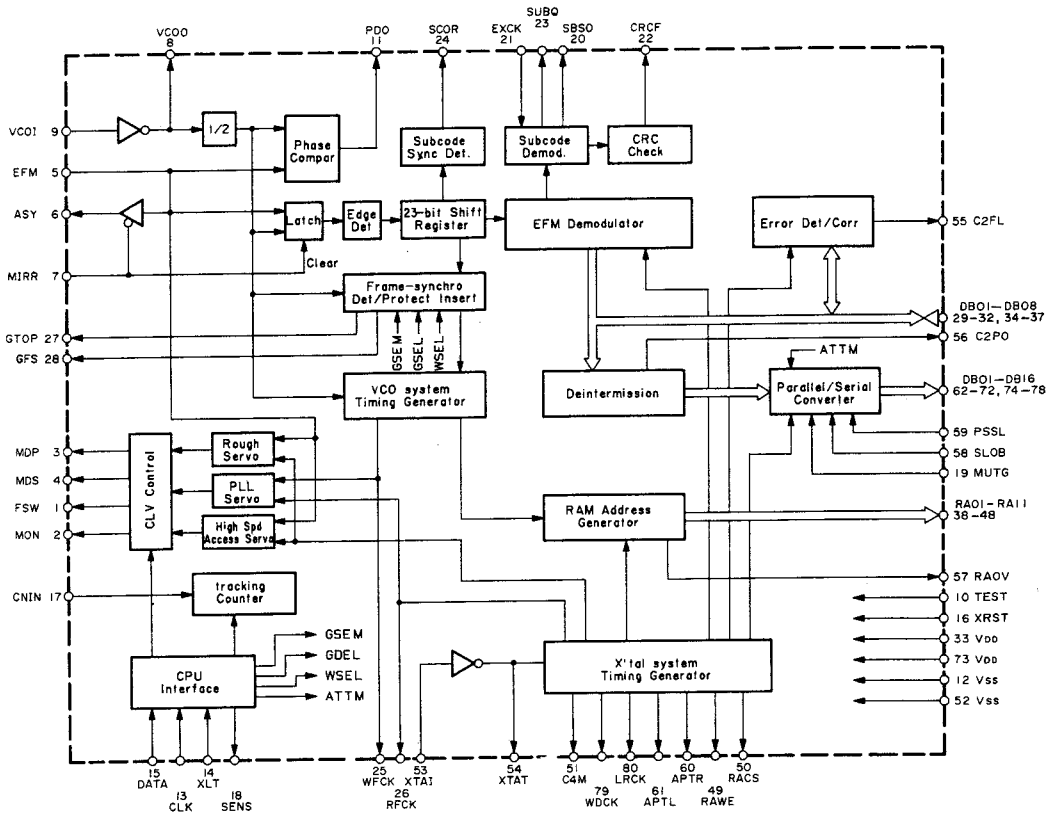 VCOO
8
PDO
11
SCOR
24
EXCK
21
SUBQ
23
SBSO
20
CRCF
22
VCOI 9
EFM 5
ASY 6
MIRR 7
GTOP 27
GFS 28
MDP 3
MDS 4
FSW 1
MON 2
CNIN 17
1/2
Phase
Compar
Subcode
Sync Det.
Subcode
Demod.
CRC
Check
Latch
Clear
Edge
Det
23-bit Shift
Register
EFM Demodulator
Error Det/Corr
Frame-synchro
Det/Protect Insert
GSEM
GSEL
WSEL
VCO system
Timing Generator
Deintermission
ATTM
Parallel/Serial
Converter
CLV Control
Rough
Servo
PLL
Servo
High Spd
Access Servo
RAM Address
Generator
tracking
Counter
CPU
Interface
GSEM
GDEL
WSEL
ATTM
X'tal system
Timing Generator
55 C2FL
DB01-DB08
29-32, 34-37
56 C2PO
DB01-DB16
62-72, 74-78
59 PSSL
58 SLOB
19 MUTG
RA01-RA11
38-48
57 RAOV
10 TEST
16 XRST
33 VDD
73 VDD
12 VSS
52 VSS
15
DATA
13
CLK
14
XLT
18
SENS
25
WFCK
26
RFCK
53
XTAI
54
XTAT
51
C4M
79
WDCK
80
LRCK
61
APTL
60
APTR
49
RAWE
50
RACS